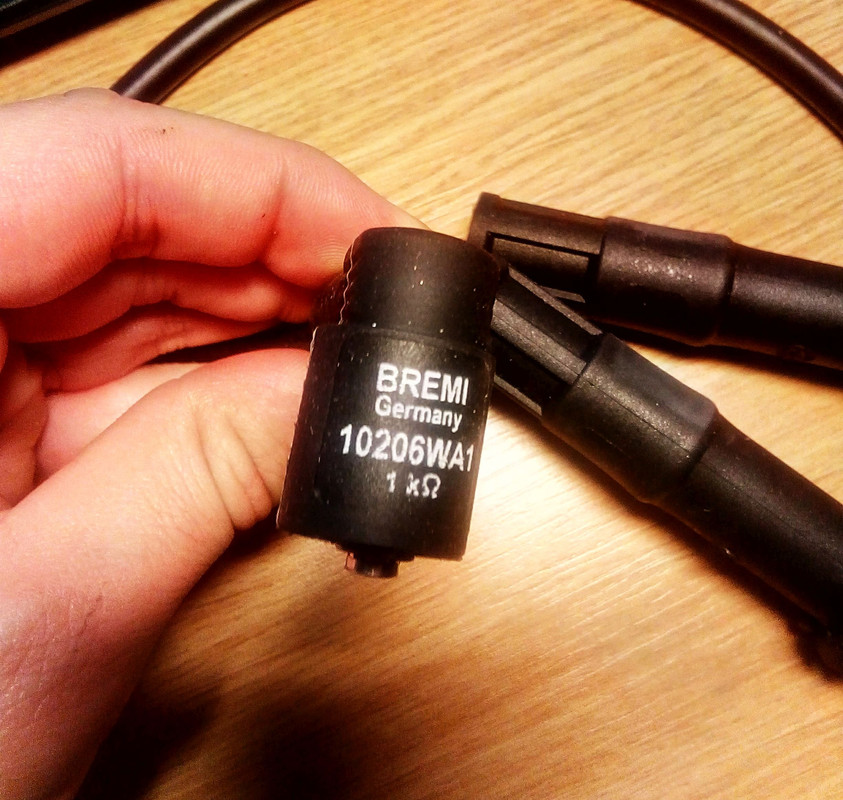 BREMI
Germany
10206WA1
1 kΩ